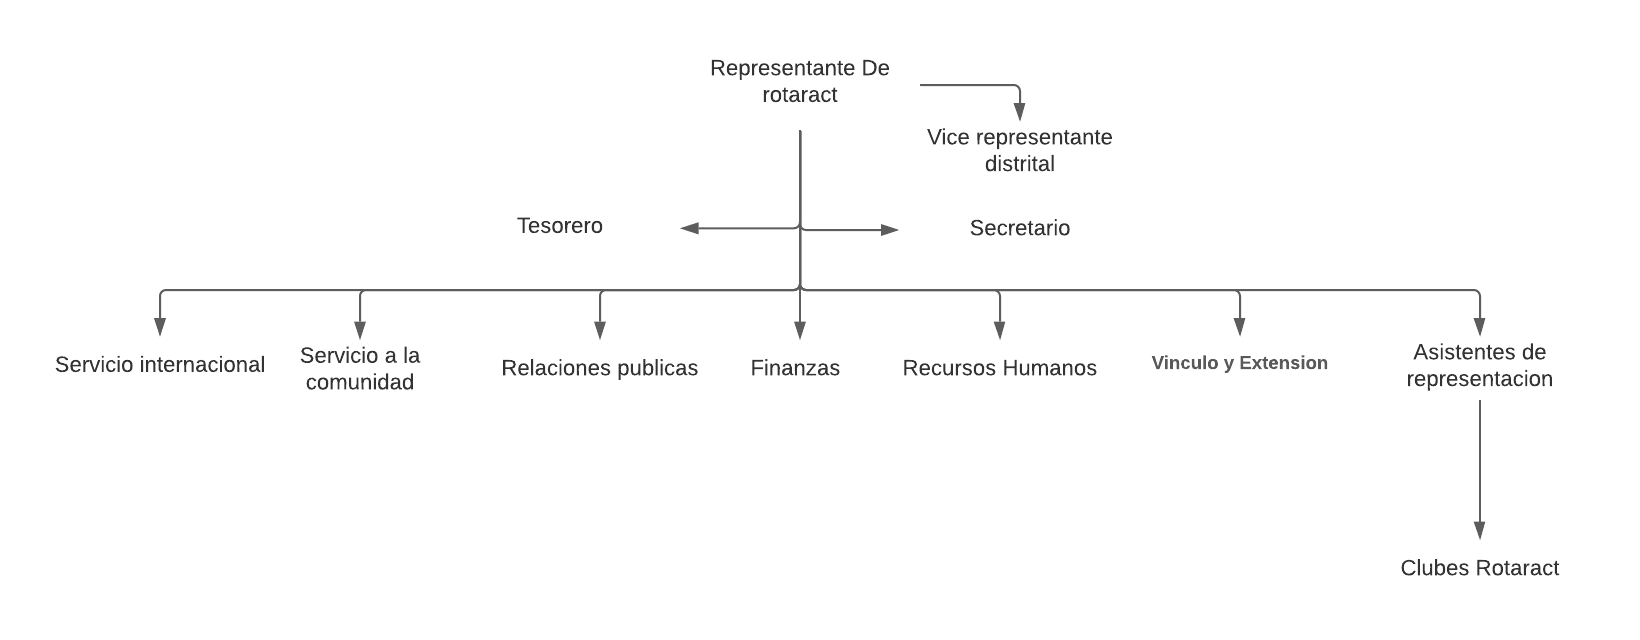 Representante De
rotaract
Vice representante
distrital
Tesorero
Secretario
Servicio internacional
Servicio a la
comunidad
Relaciones publicas
Finanzas
Recursos Humanos
Vinculo y Extension
Asistentes de
representacion
Clubes Rotaract